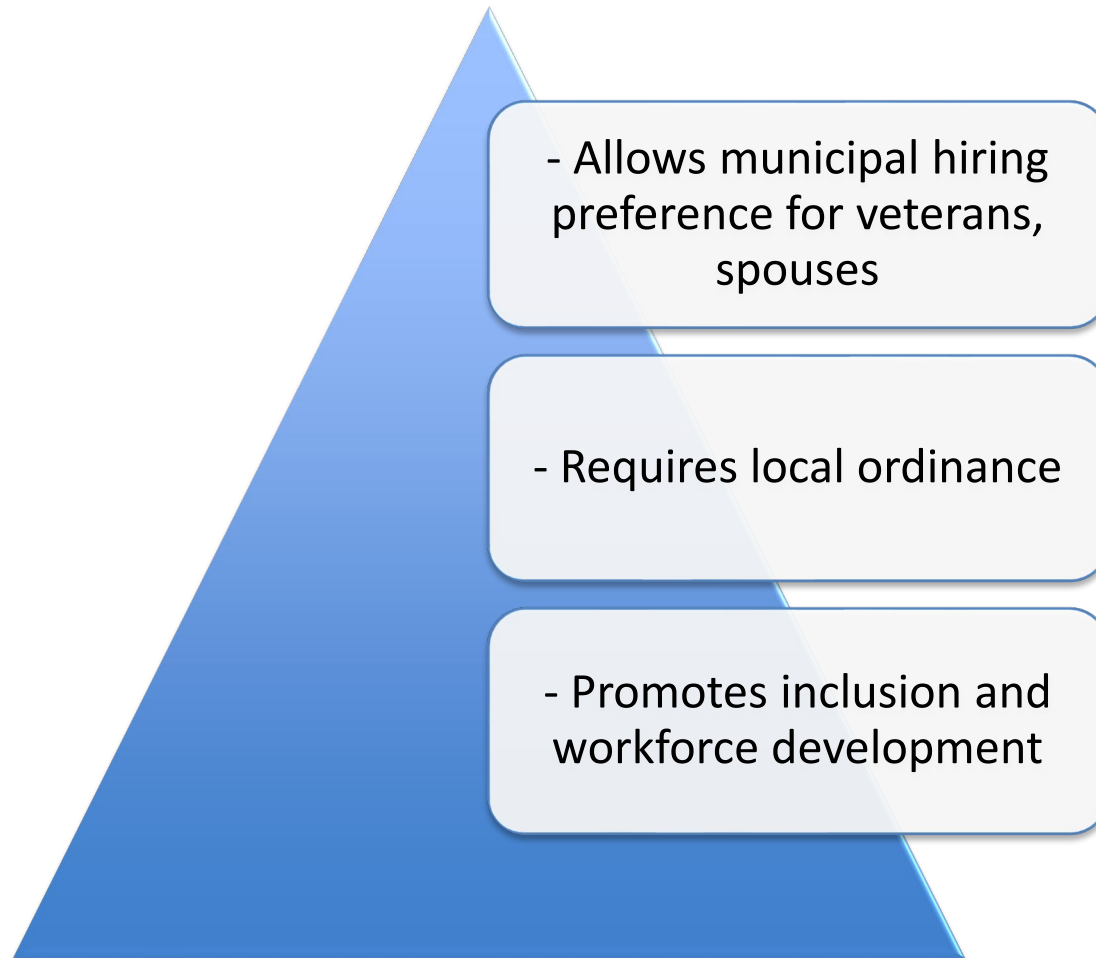 - Allows municipal hiring
preference for veterans,
spouses
- Requires local ordinance
- Promotes inclusion and
workforce development